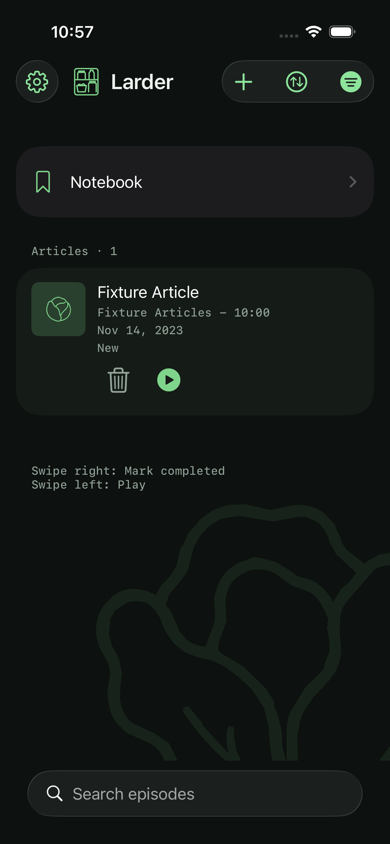 10:57
Larder
Notebook
Articles · 1
Fixture Article
Fixture Articles — 10:00
Nov 14, 2023
New
Swipe right: Mark completed
Swipe left: Play
Search episodes